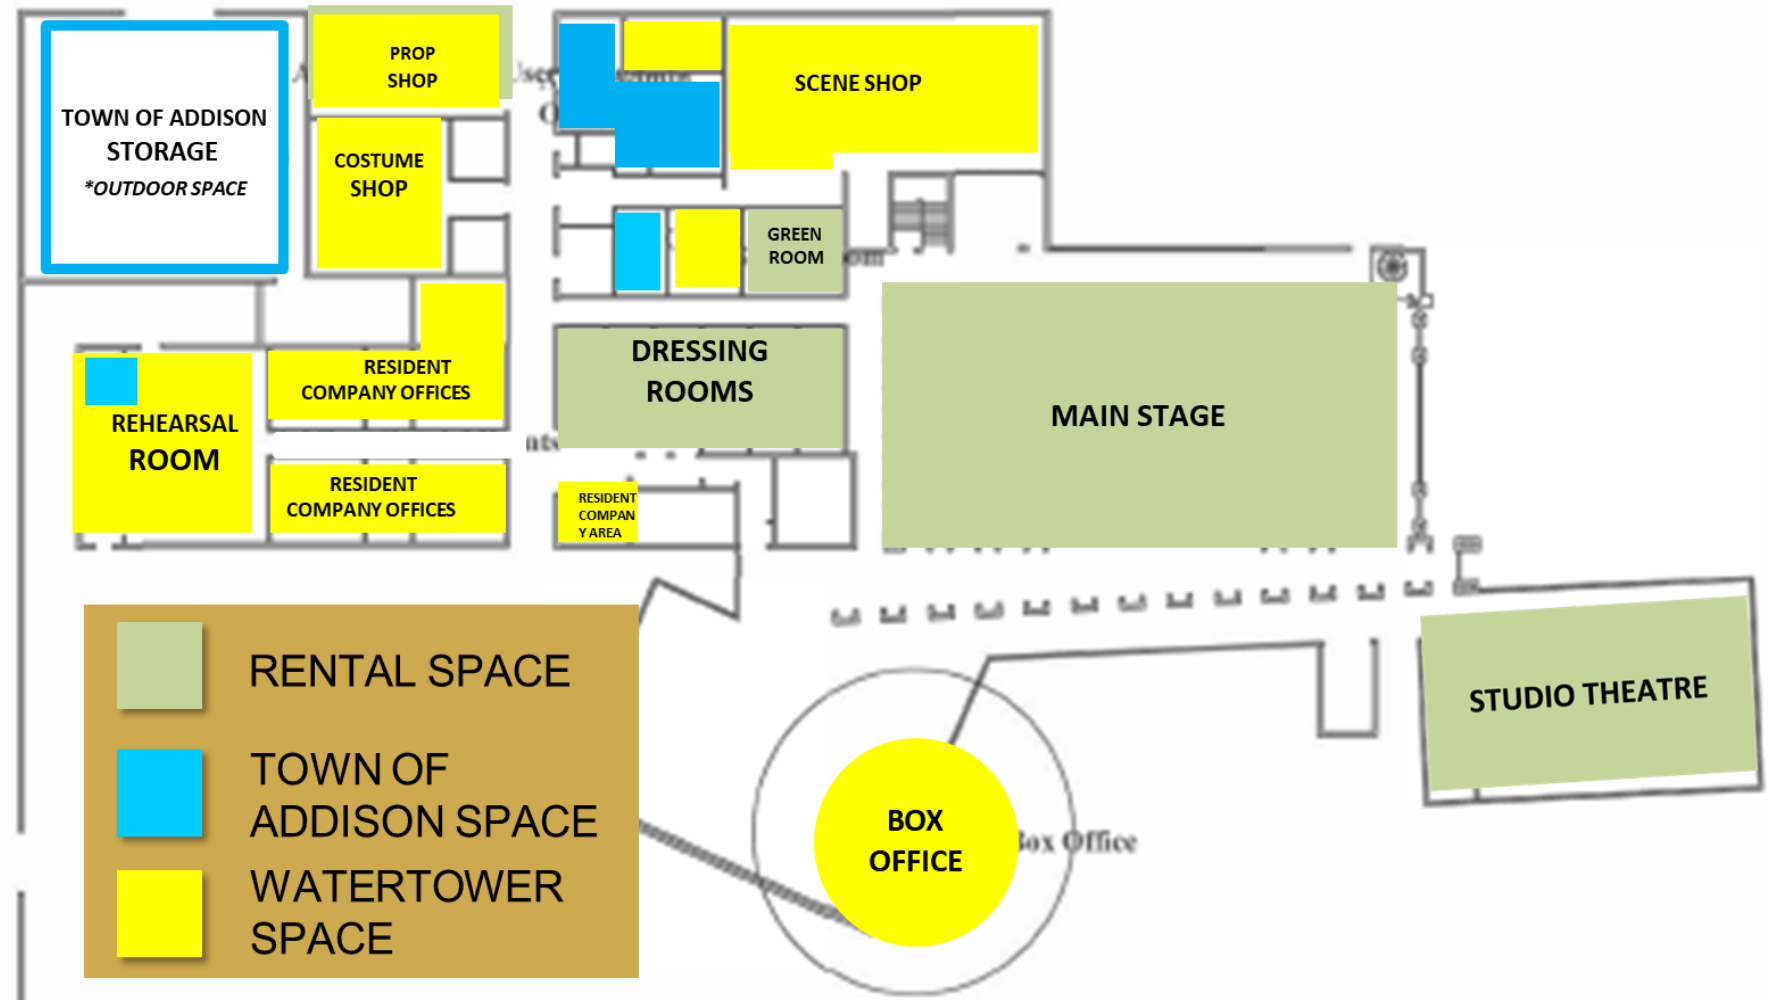 PROP
SHOP
TOWN OF ADDISON
STORAGE
*OUTDOOR SPACE
COSTUME
SHOP
SCENE SHOP
GREEN
ROOM
RESIDENT
COMPANY OFFICES
REHEARSAL
ROOM
RESIDENT
COMPANY OFFICES
DRESSING
ROOMS
RESIDENT
COMPAN
Y AREA
MAIN STAGE
STUDIO THEATRE
BOX
OFFICE
Box Office
RENTAL SPACE
TOWN OF
ADDISON SPACE
WATERTOWER
SPACE